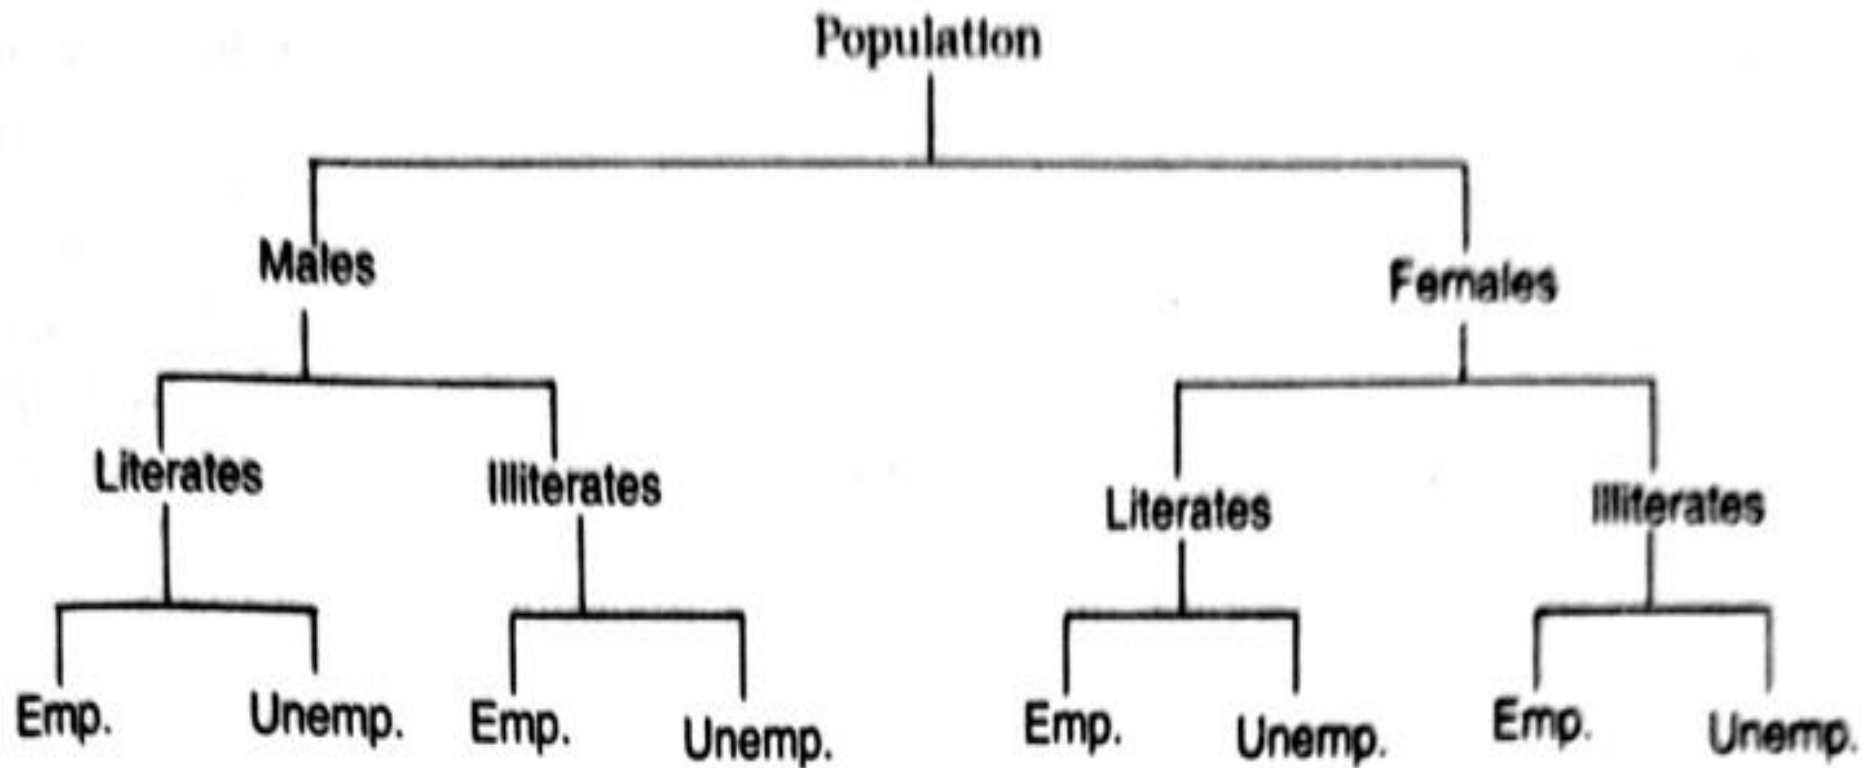 Population
Males Females
Literates Illiterates Literates Illiterates
Emp. Unemp. Emp. Unemp. Emp. Unemp. Emp. Unemp.